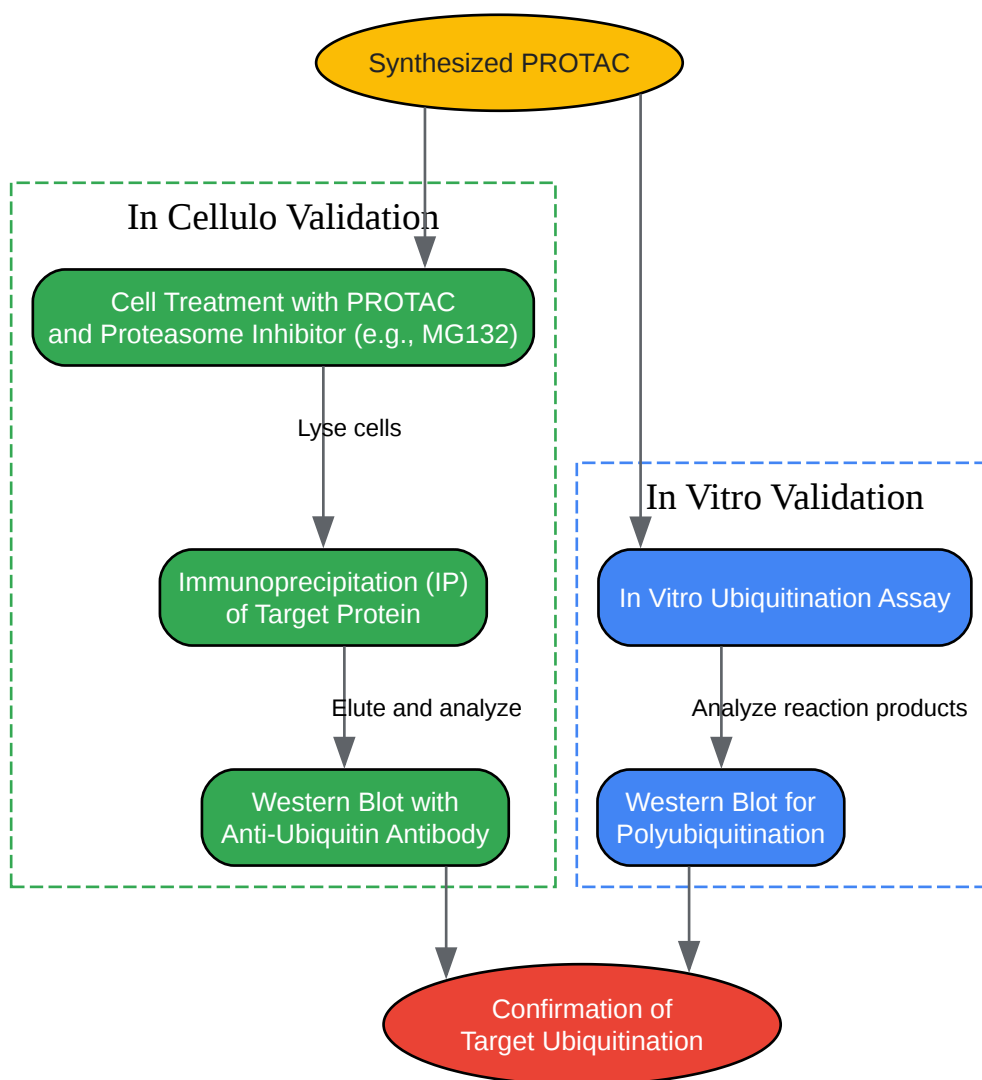 Synthesized PROTAC
In Cellulo Validation
Cell Treatment with PROTAC
and Proteasome Inhibitor (e.g., MG132)
Lyse cells
Immunoprecipitation (IP)
of Target Protein
Elute and analyze
Western Blot with
Anti-Ubiquitin Antibody
In Vitro Validation
In Vitro Ubiquitination Assay
Analyze reaction products
Western Blot for
Polyubiquitination
Confirmation of
Target Ubiquitination